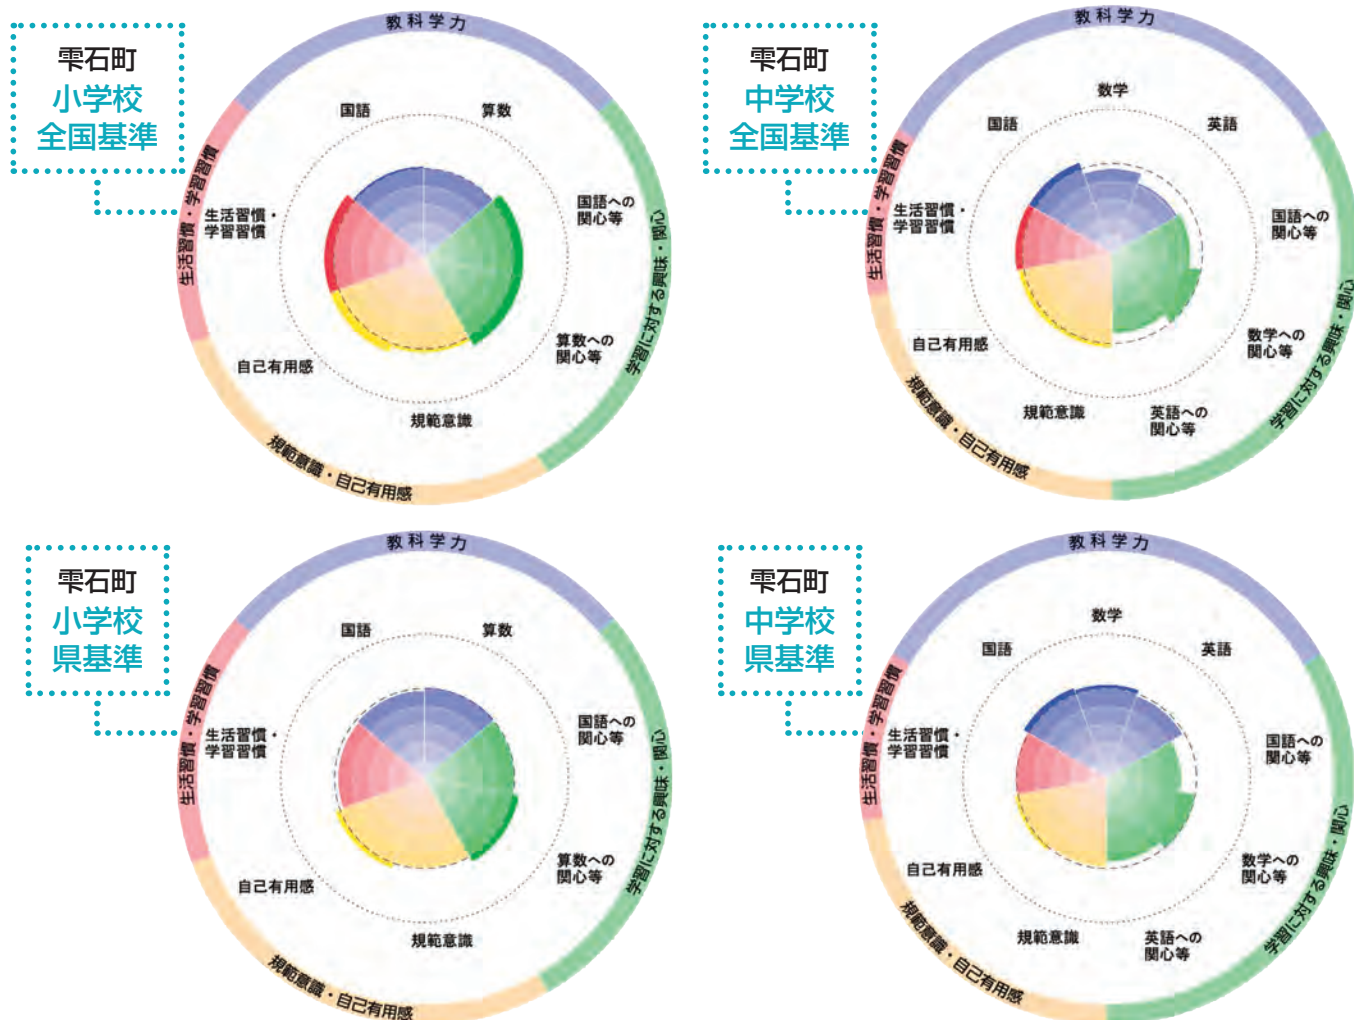 雫石町
小学校
全国基準
教科学力
国語
算数
国語への
関心等
算数への
関心等
規範意識
自己有用感
生活習慣・
学習習慣
生活習慣・学習習慣
学習に対する興味・関心
規範意識・自己有用感
雫石町
中学校
全国基準
教科学力
数学
国語
英語
国語への
関心等
数学への
関心等
英語への
関心等
規範意識
自己有用感
生活習慣・
学習習慣
生活習慣・学習習慣
学習に対する興味・関心
規範意識・自己有用感
雫石町
小学校
県基準
教科学力
国語
算数
国語への
関心等
算数への
関心等
規範意識
自己有用感
生活習慣・
学習習慣
生活習慣・学習習慣
学習に対する興味・関心
規範意識・自己有用感
雫石町
中学校
県基準
教科学力
数学
国語
英語
国語への
関心等
数学への
関心等
英語への
関心等
規範意識
自己有用感
生活習慣・
学習習慣
生活習慣・学習習慣
学習に対する興味・関心
規範意識・自己有用感